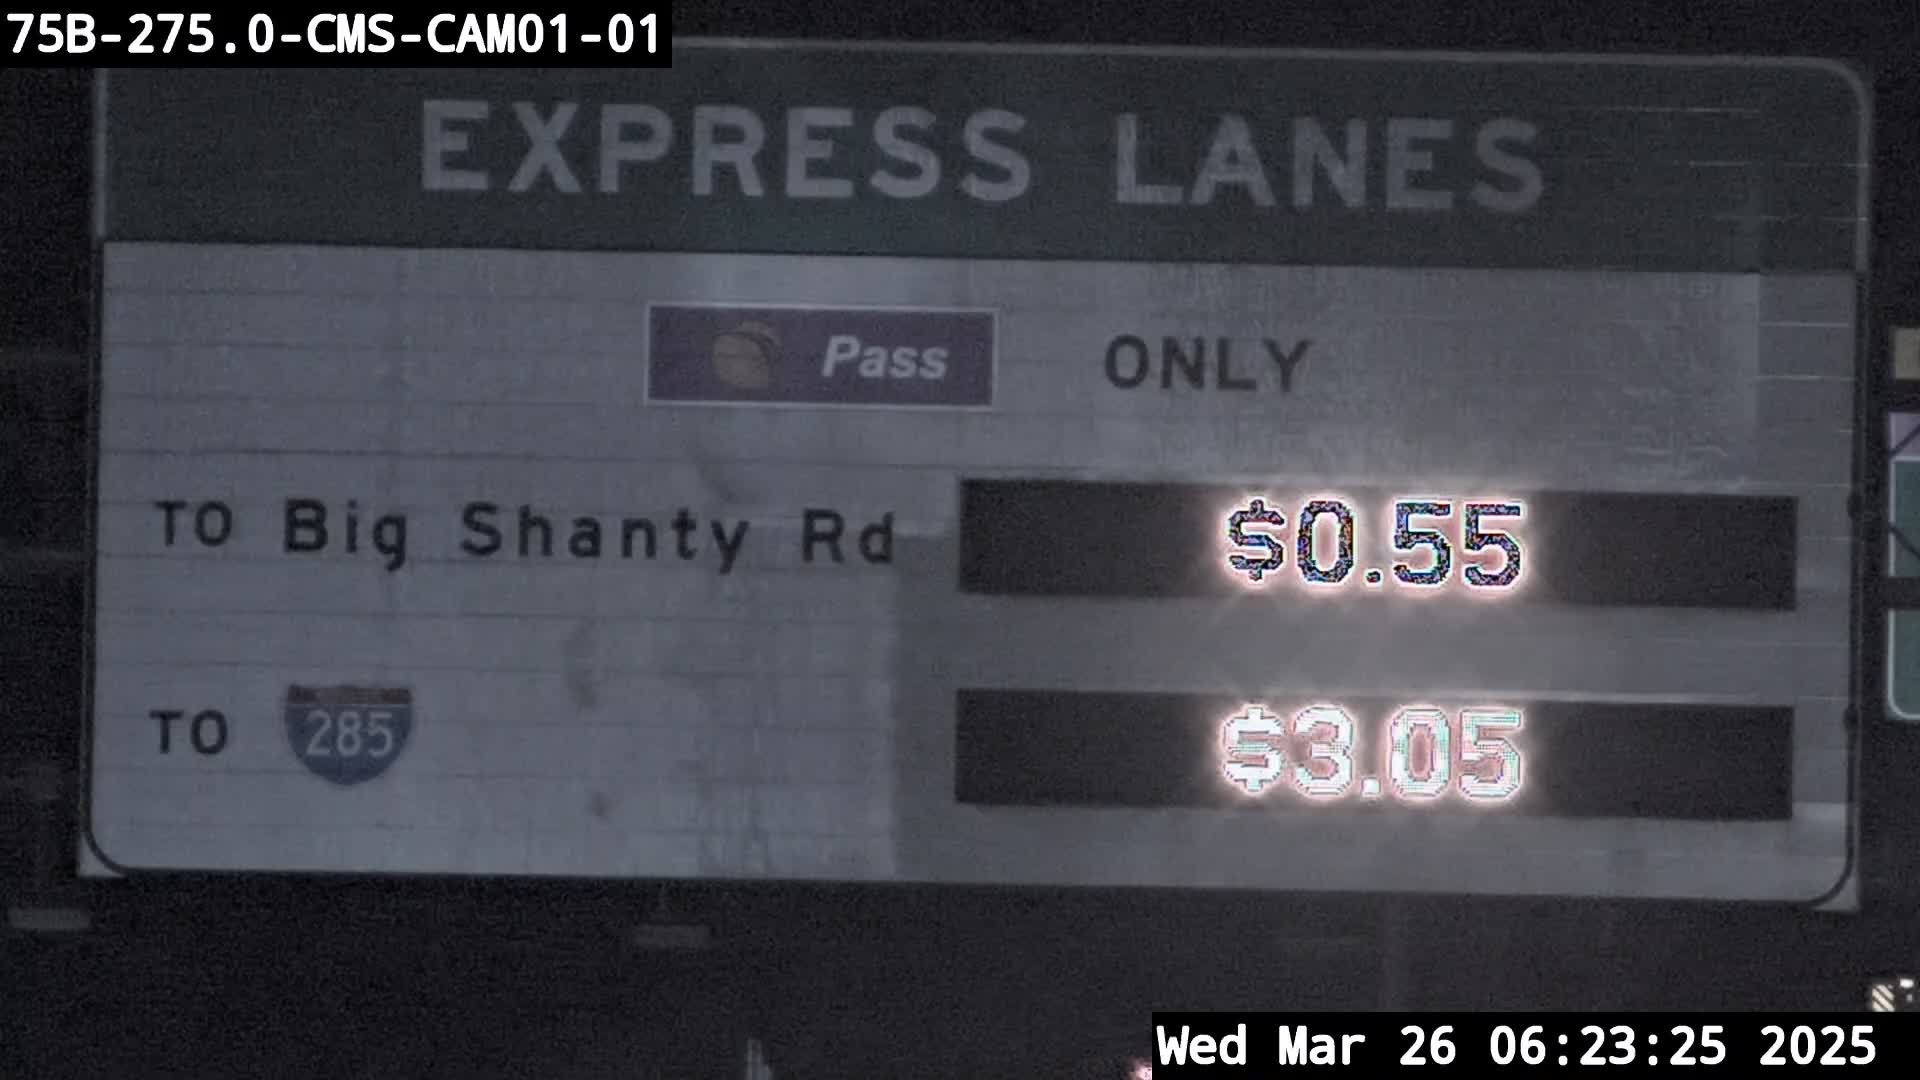 75B-275.0-CMS-CAM01-01
EXPRESS LANES
Pass ONLY
TO Big Shanty Rd $0.55
TO 285 $3.05
Wed Mar 26 06:23:25 2025